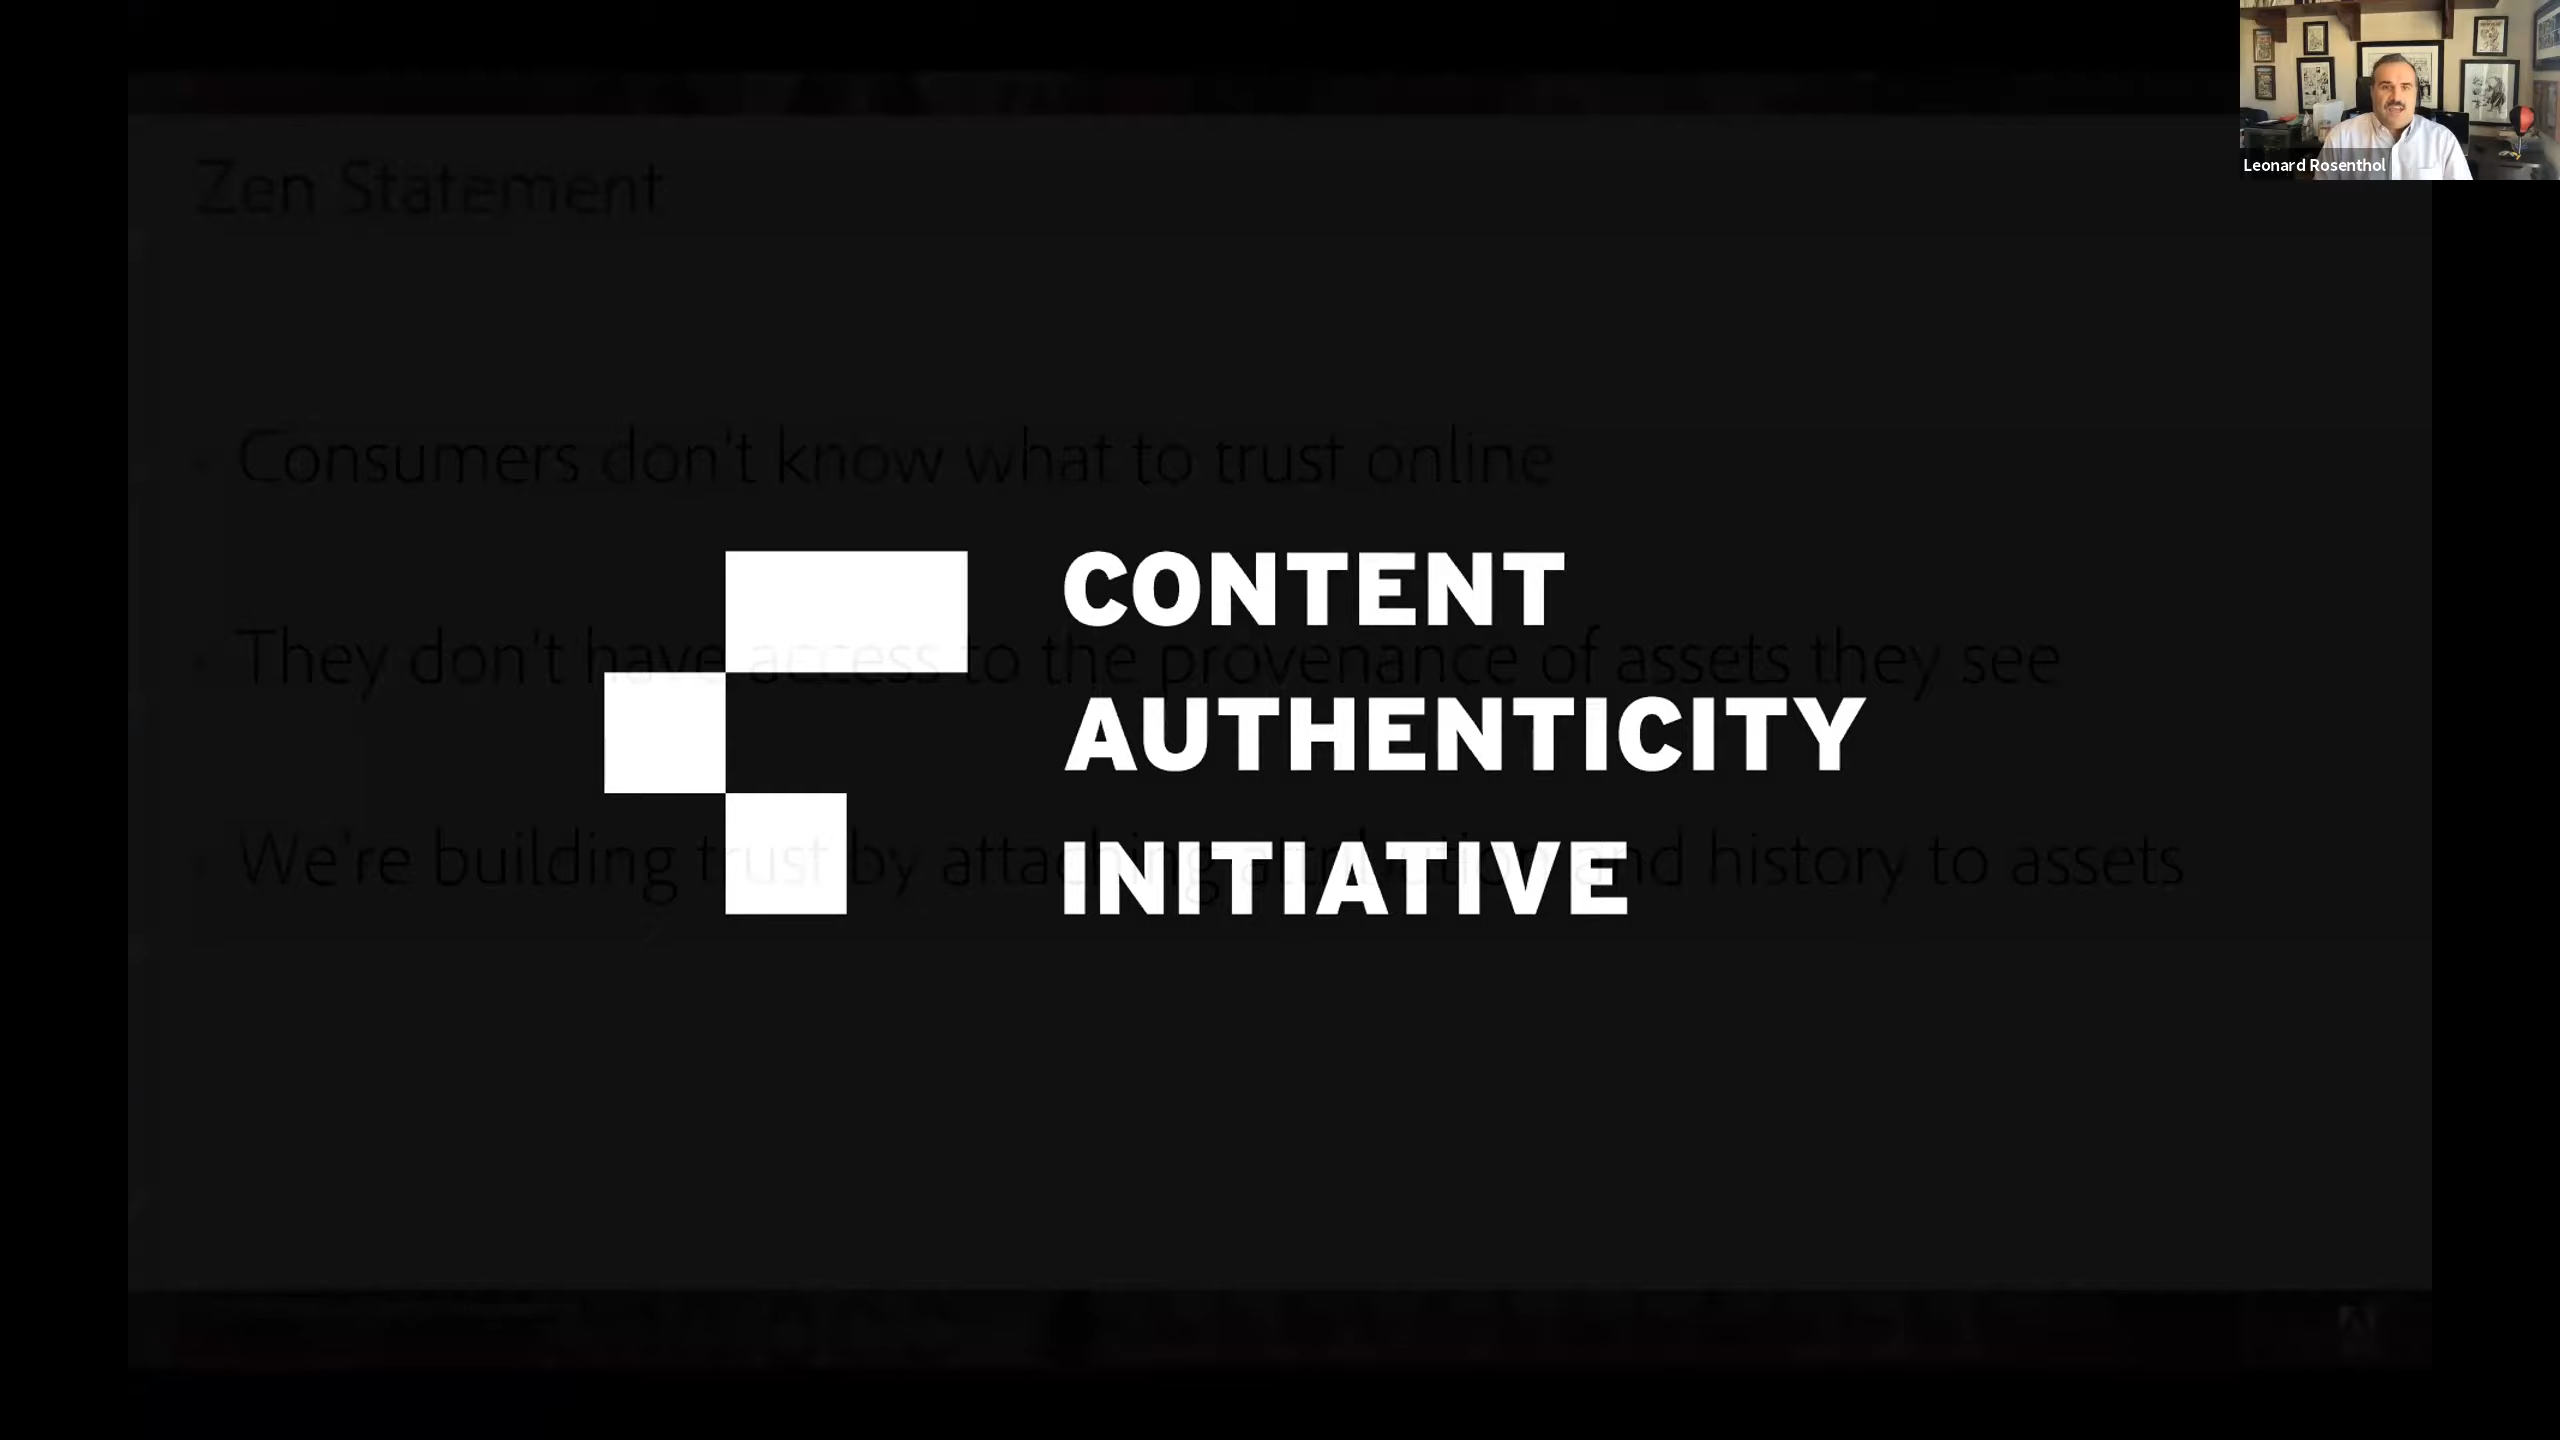 Leonard Rosenthol
Zen Statement
Consumers don't know what to trust online
CONTENT
They don't have access to the provenance of assets they see
AUTHENTICITY
We're building trust by attaching attribution and history to assets
INITIATIVE